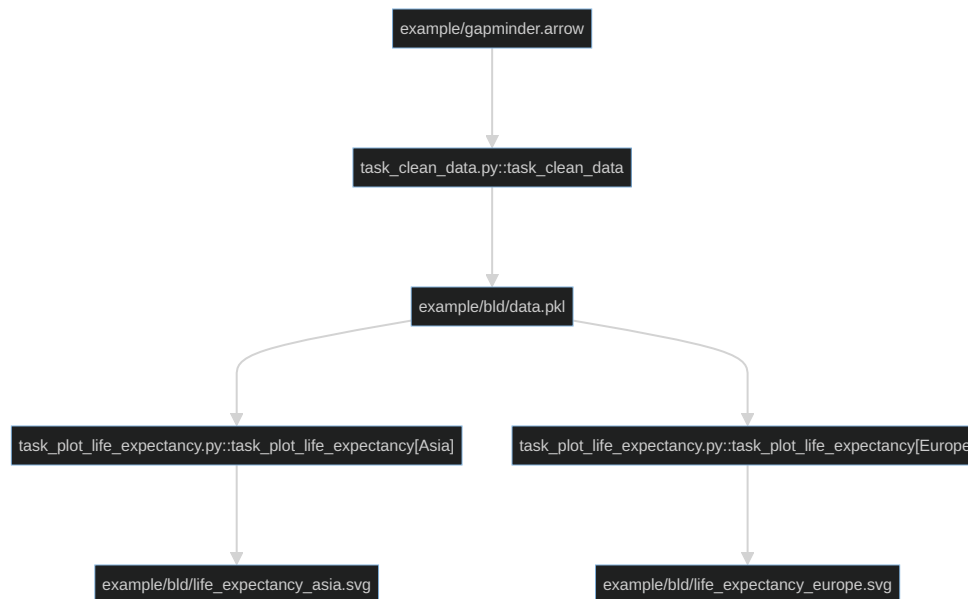 example/gapminder.arrow
task_clean_data.py::task_clean_data
example/bld/data.pkl
task_plot_life_expectancy.py::task_plot_life_expectancy[Asia]
task_plot_life_expectancy.py::task_plot_life_expectancy[Europe
example/bld/life_expectancy_asia.svg
example/bld/life_expectancy_europe.svg